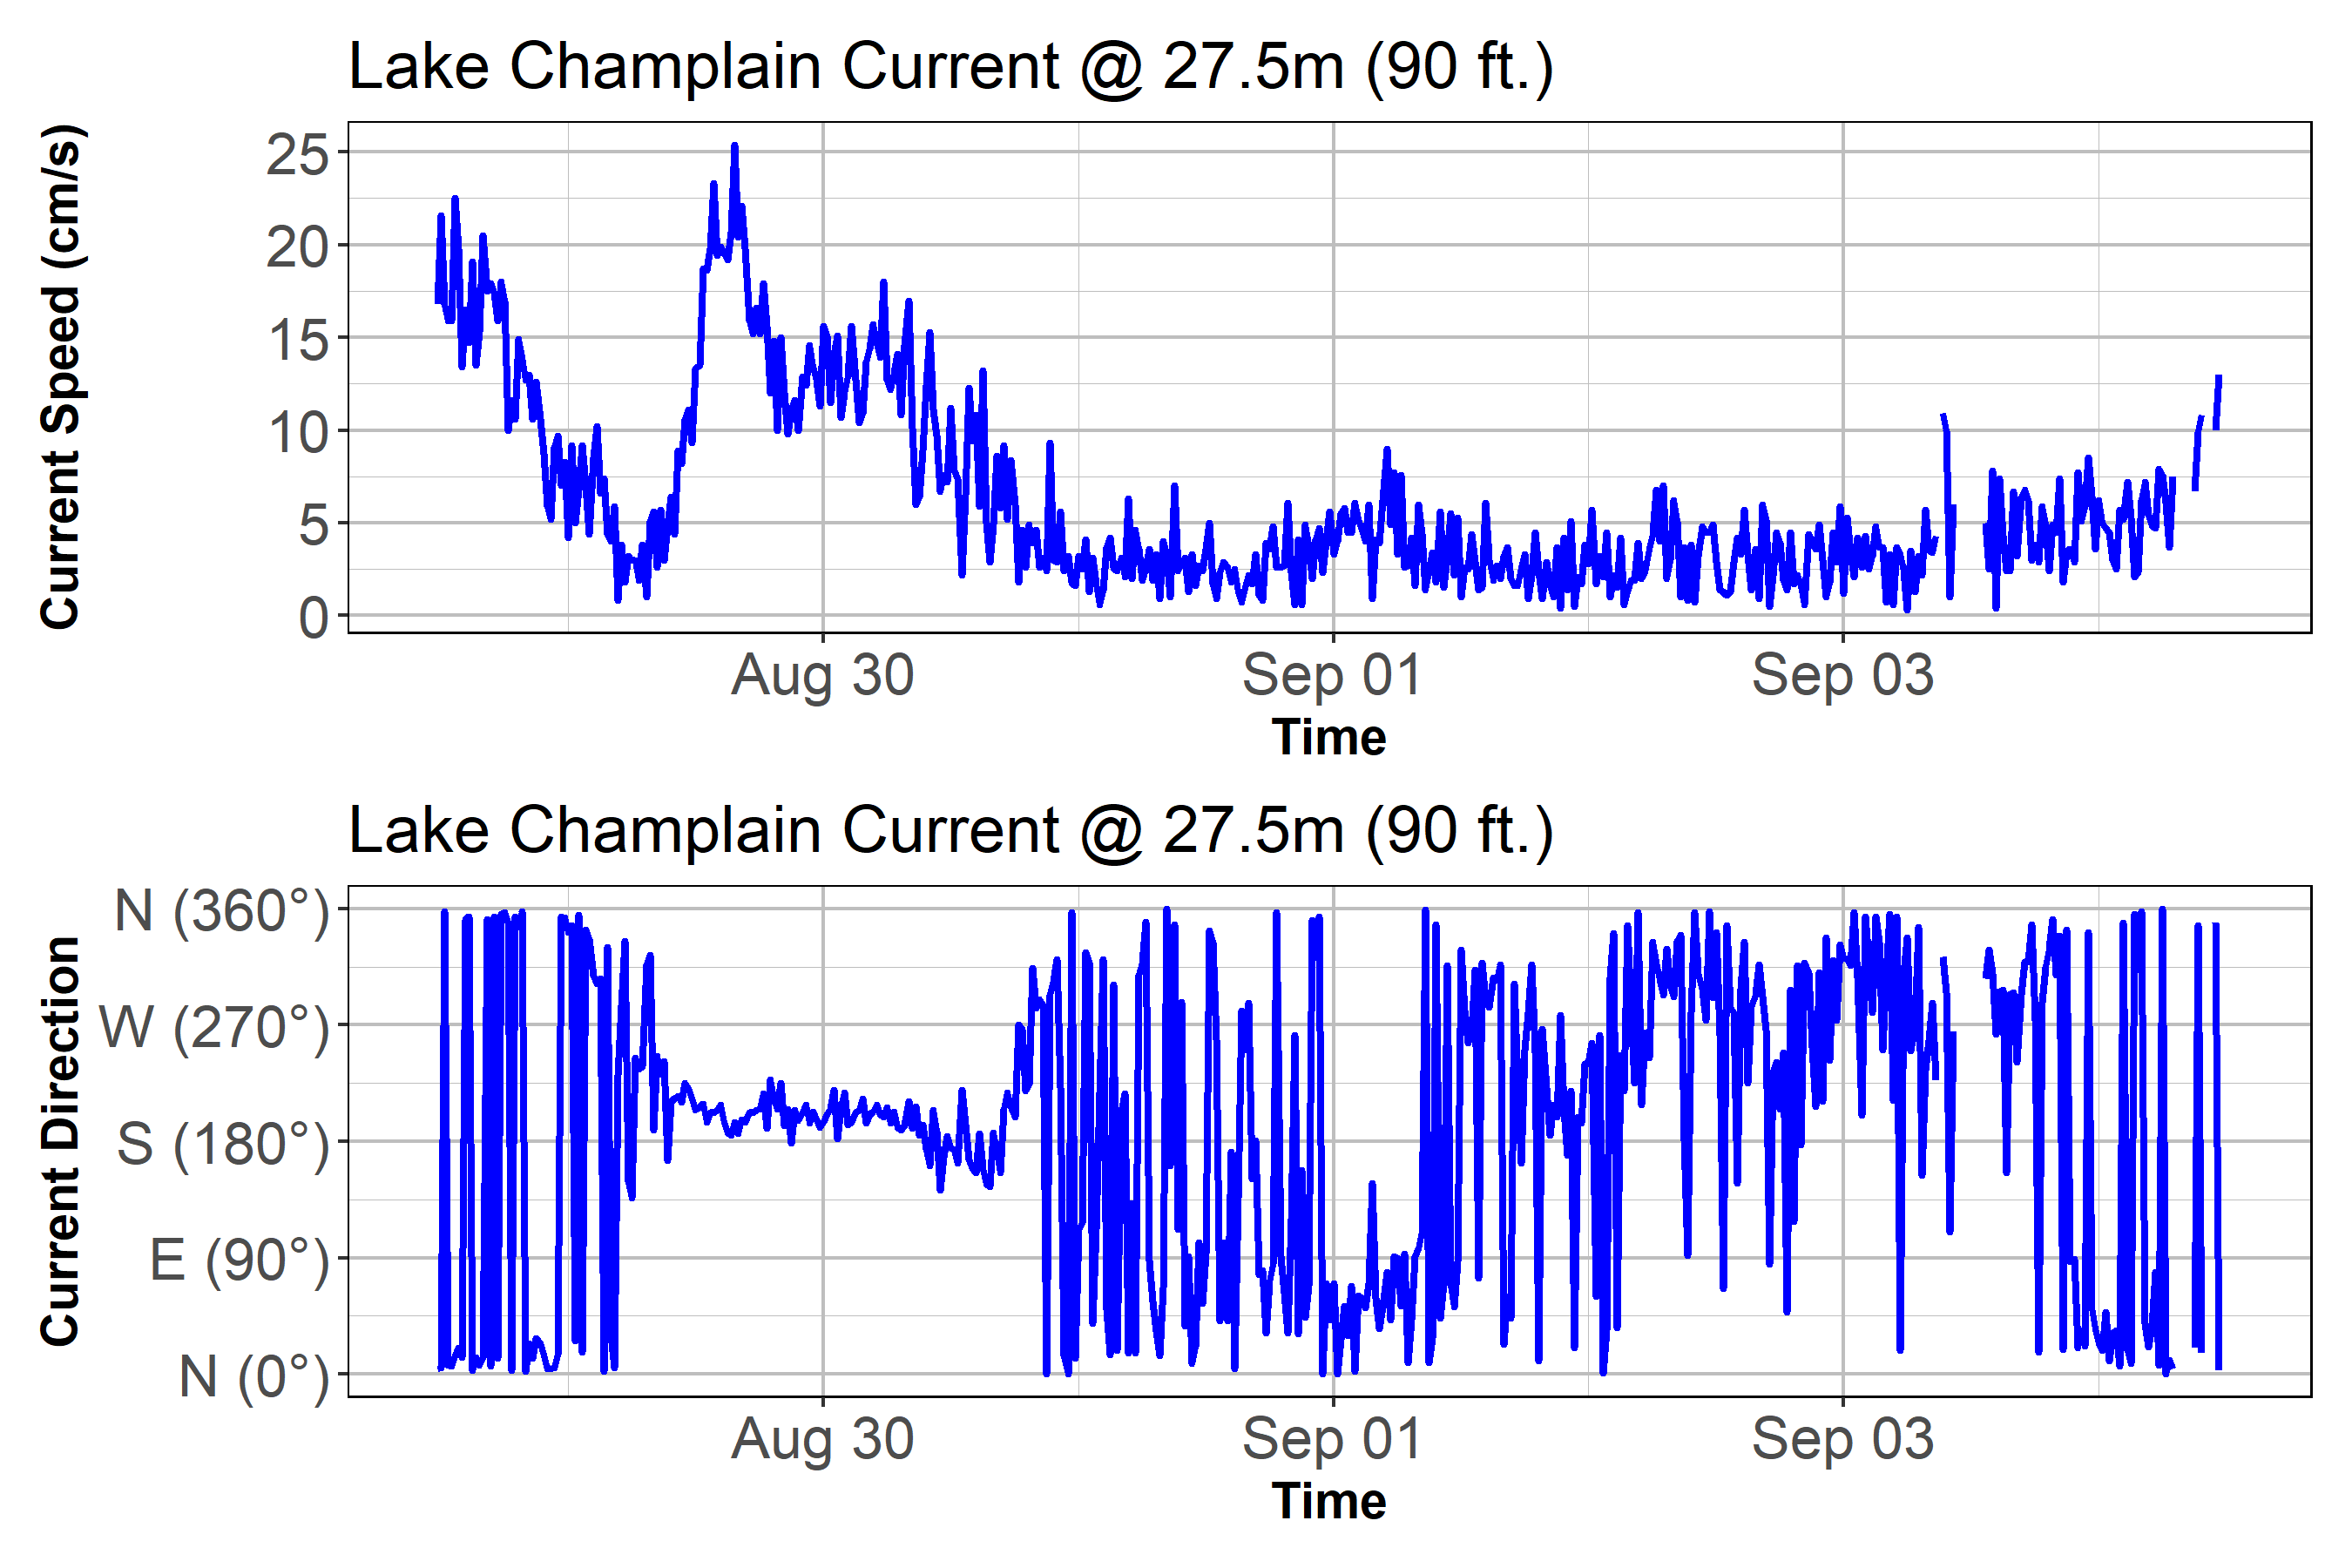 Lake Champlain Current @ 27.5m (90 ft.)
Current Speed (cm/s)
25
20
15
10
5
0
Aug 30
Sep 01
Sep 03
Time
Lake Champlain Current @ 27.5m (90 ft.)
Current Direction
N (360°)
W (270°)
S (180°)
E (90°)
N (0°)
Aug 30
Sep 01
Sep 03
Time